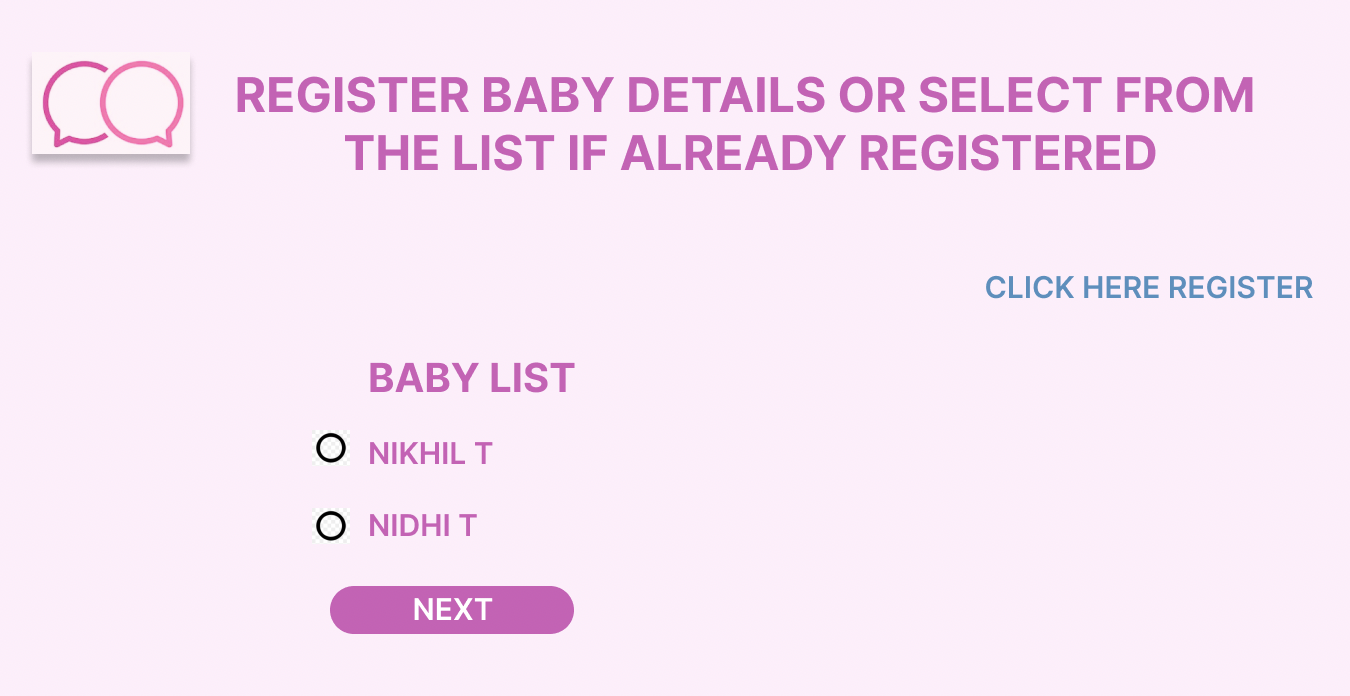 REGISTER BABY DETAILS OR SELECT FROM
THE LIST IF ALREADY REGISTERED
CLICK HERE REGISTER
BABY LIST
NIKHIL T
NIDHI T
NEXT